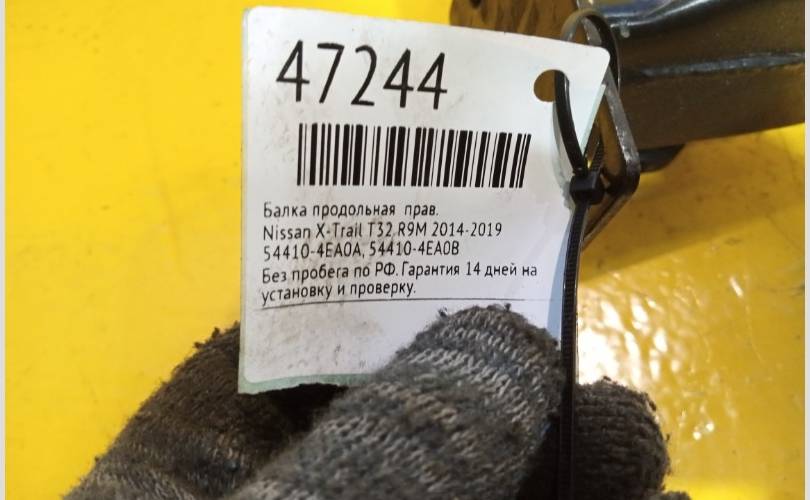 47244
Балка продольная прав.
Nissan X-Trail T32 R9M 2014-2019
54410-4EA0A, 54410-4EA0B
Без пробега по РФ. Гарантия 14 дней на
установку и проверку.